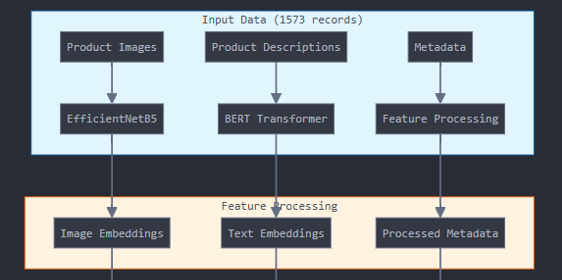 Input Data (1573 records)
Product Images
Product Descriptions
Metadata
EfficientNetB5
BERT Transformer
Feature Processing
Feature Processing
Image Embeddings
Text Embeddings
Processed Metadata